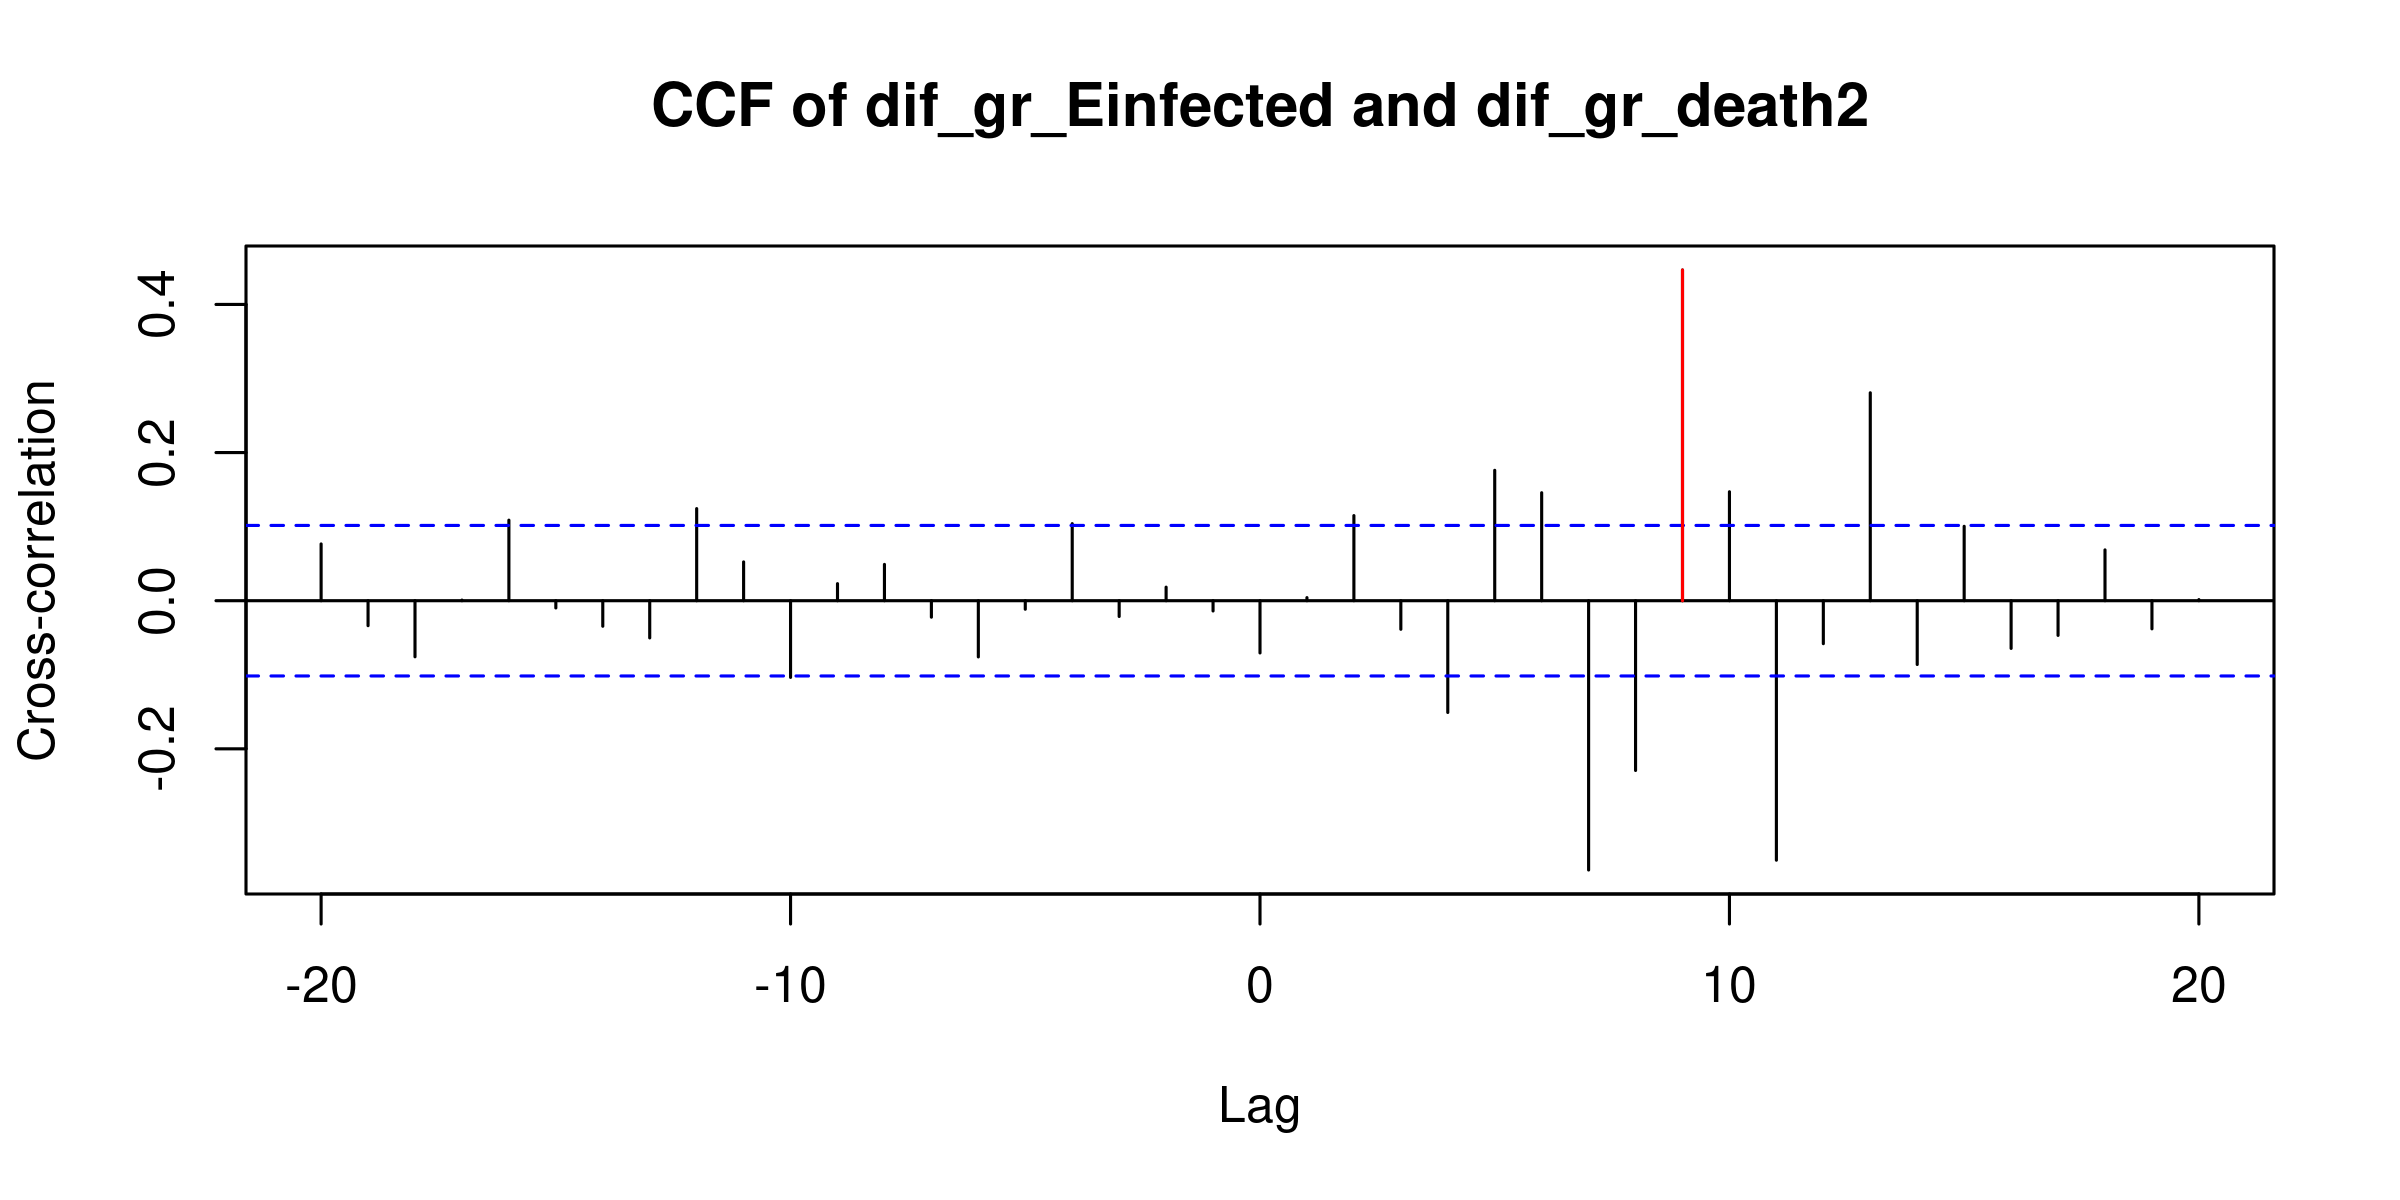 CCF of dif_gr_Einfected and dif_gr_death2
Cross-correlation
0.4
0.2
0.0
-0.2
-20 -10 0 10 20
Lag